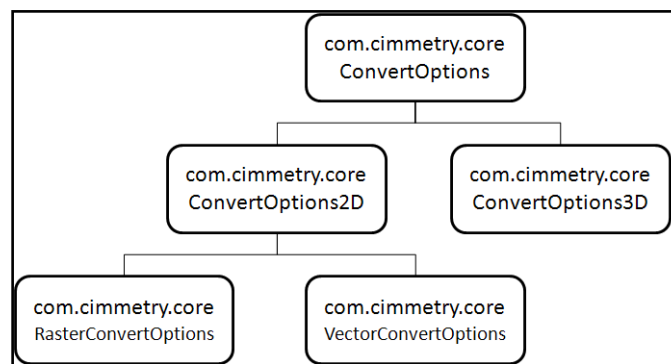 com.cimmetry.core
ConvertOptions
com.cimmetry.core
ConvertOptions2D
com.cimmetry.core
ConvertOptions3D
com.cimmetry.core
RasterConvertOptions
com.cimmetry.core
VectorConvertOptions